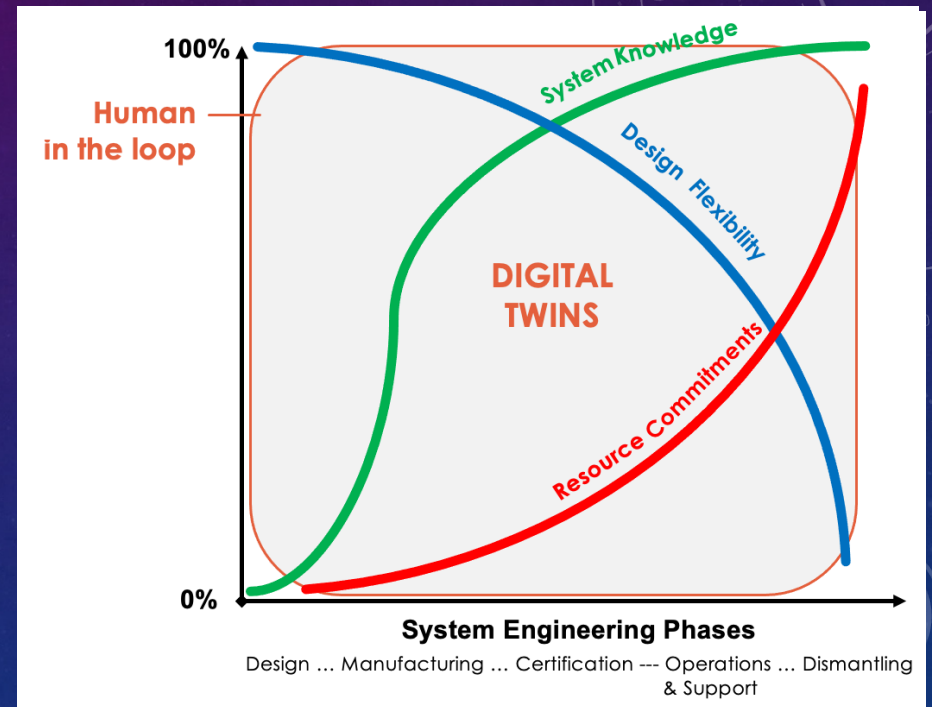 100%
System Knowledge
Human
in the loop
Design Flexibility
DIGITAL
TWINS
Resource Commitments
0%
System Engineering Phases
Design ... Manufacturing ... Certification --- Operations ... Dismantling
& Support